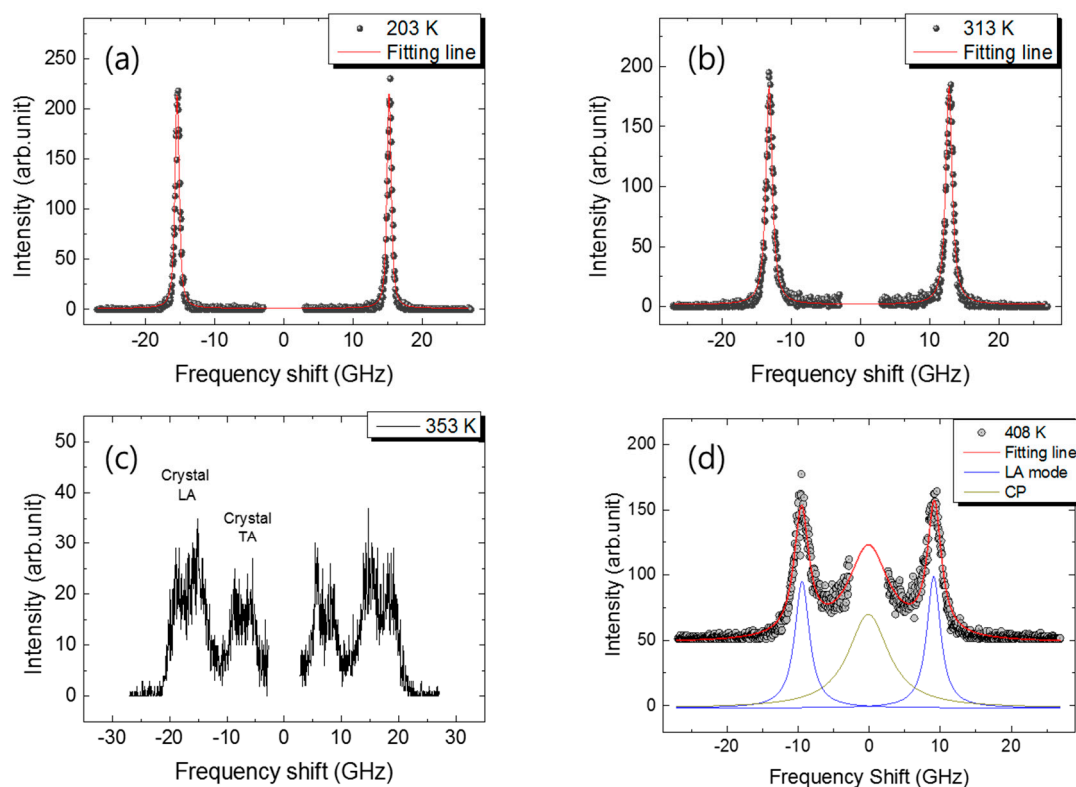 (a)
203 K
Fitting line
250
200
150
100
50
0
Intensity (arb.unit)
-20
-10
0
10
20
Frequency shift (GHz)
(b)
313 K
Fitting line
200
150
100
50
0
Intensity (arb.unit)
-20
-10
0
10
20
Frequency shift (GHz)
(c)
353 K
Crystal
LA
Crystal
TA
50
40
30
20
10
0
Intensity (arb.unit)
-30
-20
-10
0
10
20
30
Frequency shift (GHz)
(d)
408 K
Fitting line
LA mode
CP
200
150
100
50
0
Intensity (arb.unit)
-20
-10
0
10
20
Frequency Shift (GHz)